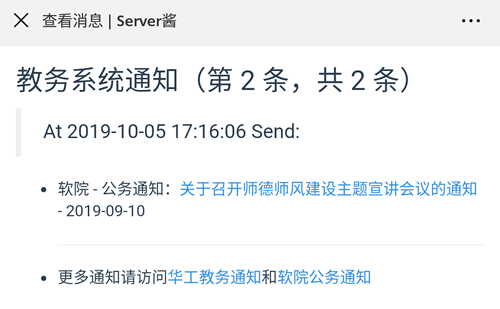 查看消息 | Server酱
教务系统通知（第 2 条，共 2 条）
At 2019-10-05 17:16:06 Send:
软院 - 公务通知：关于召开师德师风建设主题宣讲会议的通知
- 2019-09-10
更多通知请访问华工教务通知和软院公务通知